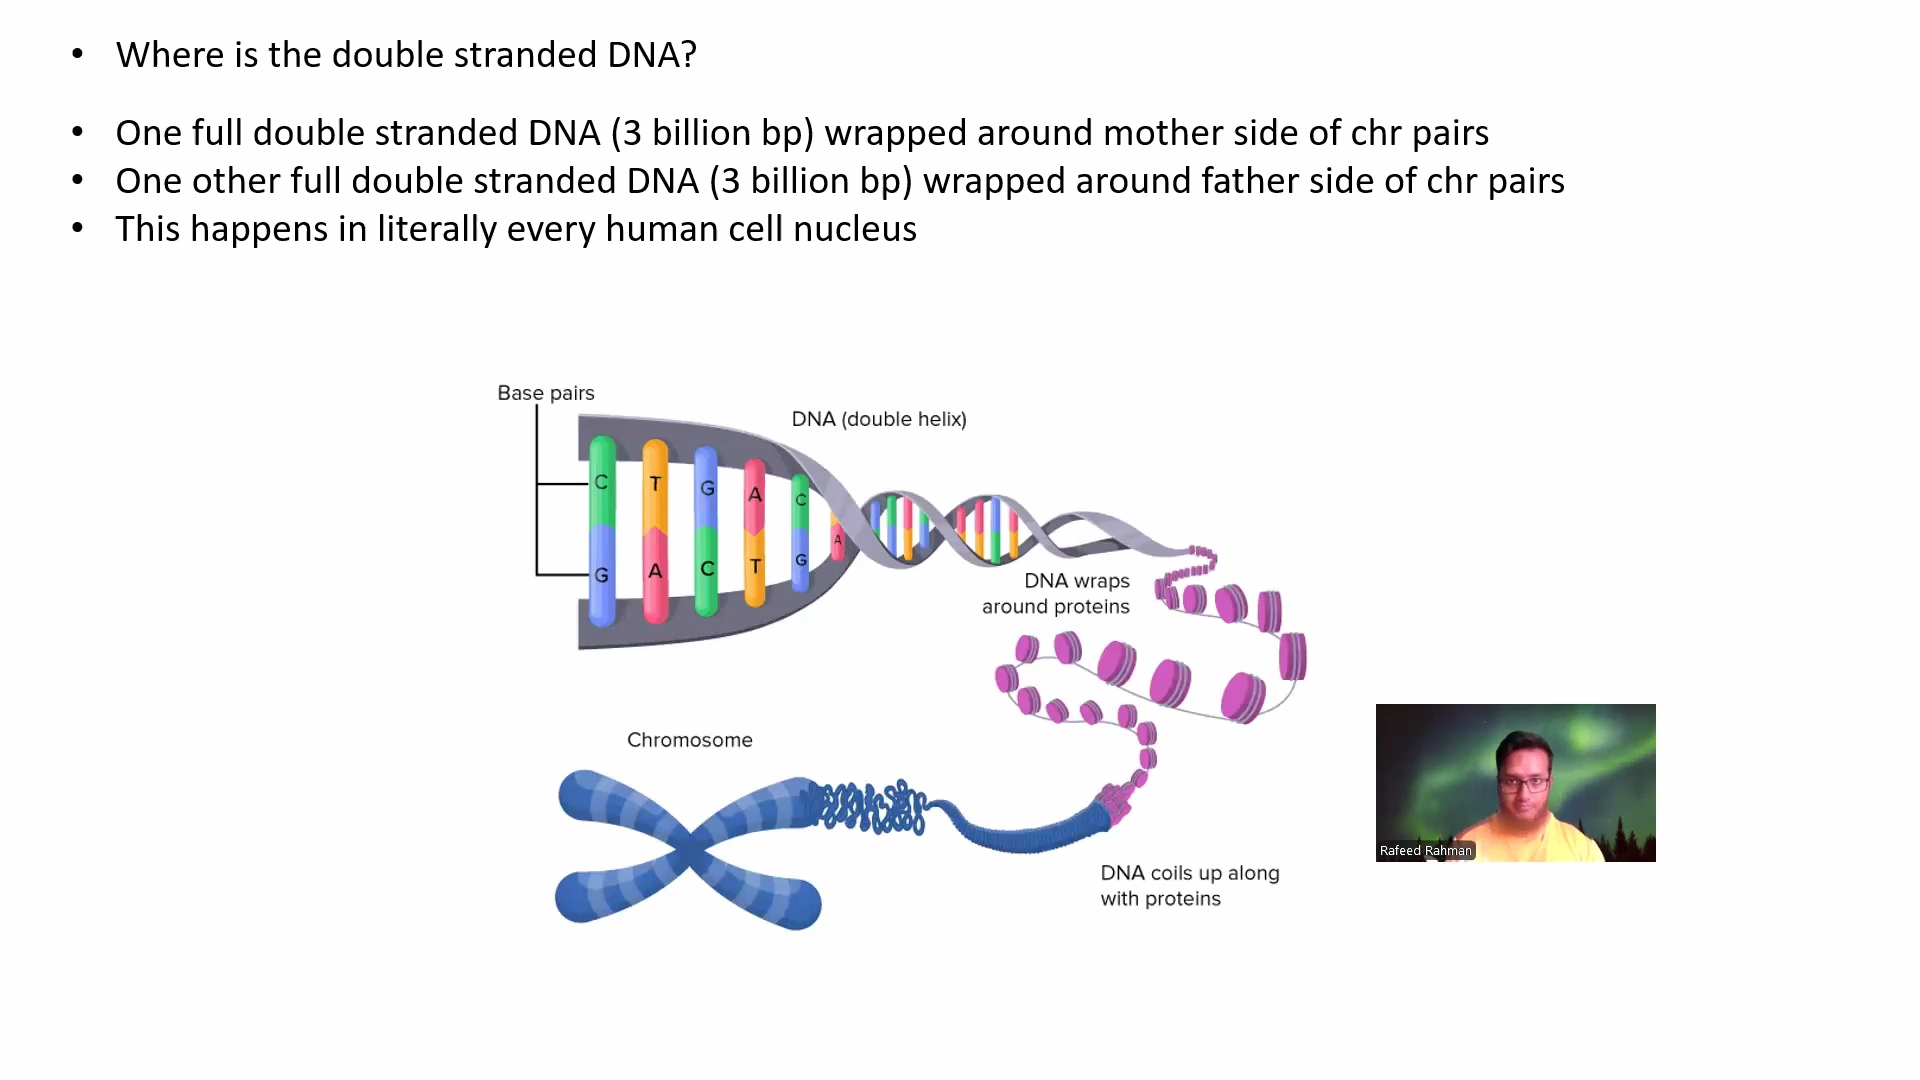 • Where is the double stranded DNA?
• One full double stranded DNA (3 billion bp) wrapped around mother side of chr pairs
• One other full double stranded DNA (3 billion bp) wrapped around father side of chr pairs
• This happens in literally every human cell nucleus
Base pairs
DNA (double helix)
C T G A C
G A C T G A
DNA wraps
around proteins
Chromosome
DNA coils up along
with proteins
Rafeed Rahman